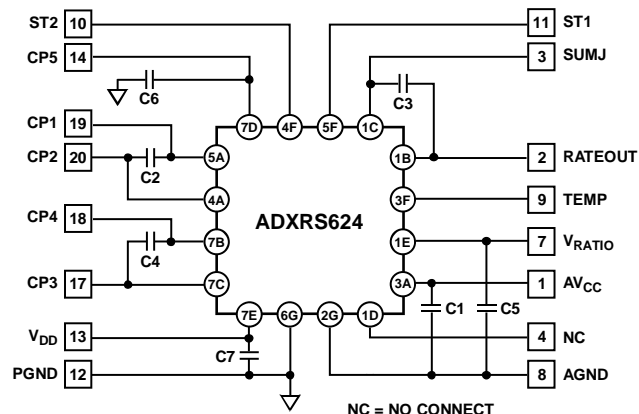 ST2 10
11 ST1
CP5 14
3 SUMJ
C6
C3
7D 4F 5F 1C
CP1 19
5A
1B
2 RATEOUT
CP2 20
C2
4A
3F
9 TEMP
ADXRS624
CP4 18
7B
1E
7 VRATIO
C4
CP3 17
7C
3A
1 AVCC
7E 6G 2G 1D
C1
C5
VDD 13
4 NC
C7
PGND 12
8 AGND
NC = NO CONNECT